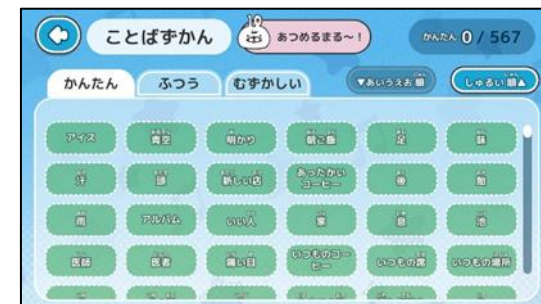 ことばずかん
あつめるまる～!
かんたん 0 / 567
かんたん ふつう むずかしい ▼あいうえお順 しゅるい順▲
アイス 青空 明かり 朝ご飯 足 味
汗 頭 新しい店 あったかいコーヒー 後 脂
雨 アルバム いい人 家 息 池
医師 医者 痛い目 いつものコーヒー いつもの席 いつもの場所